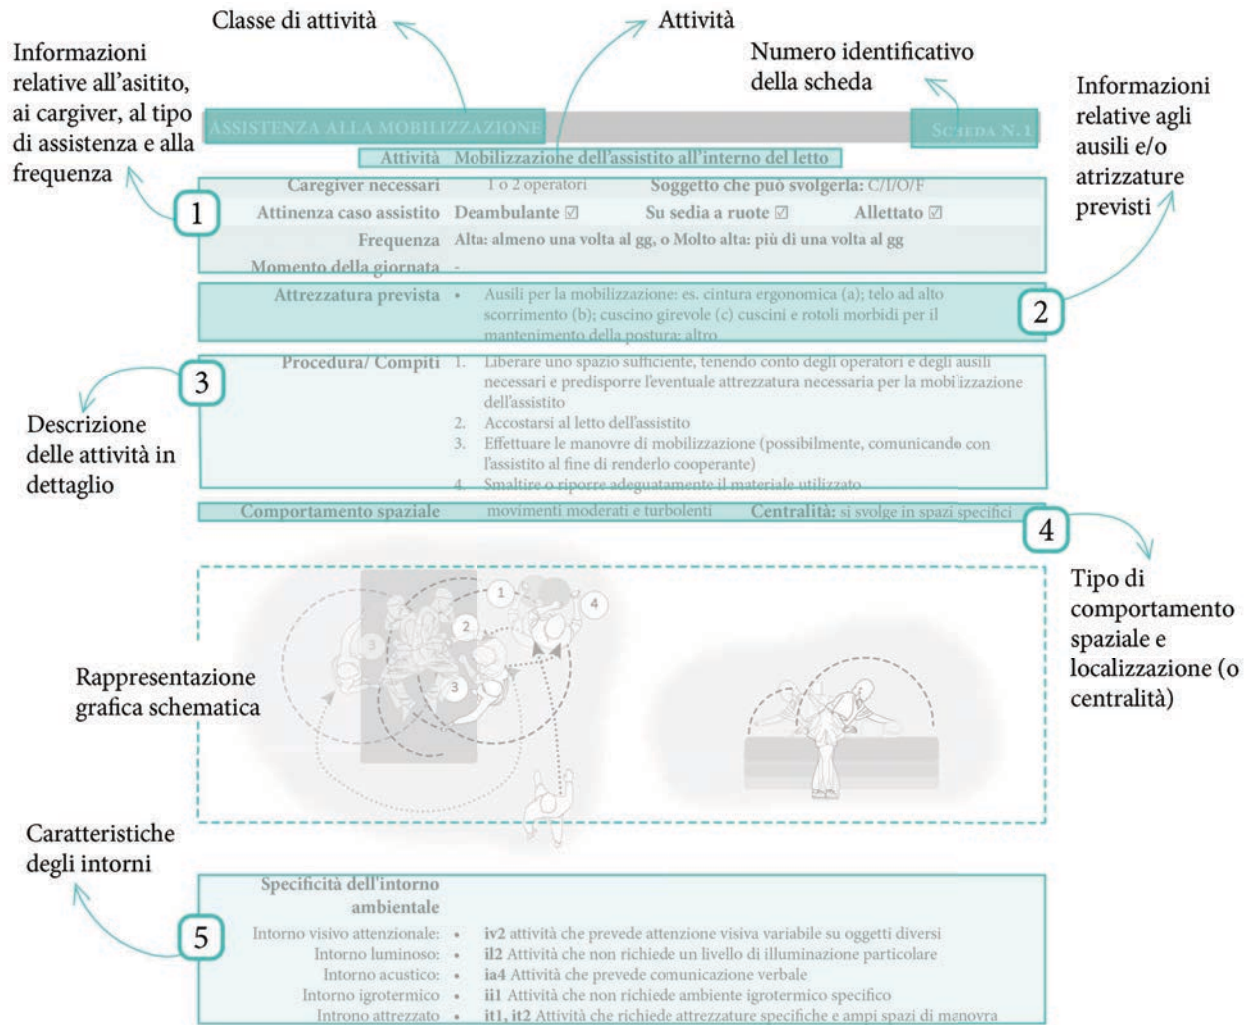 Classe di attività
Attività
Numero identificativo
della scheda
Informazioni
relative all'asitito,
ai cargiver, al tipo
di assistenza e alla
frequenza
Informazioni
relative agli
ausili e/o
atrizzature
previsti
ASSISTENZA ALLA MOBILIZZAZIONE
SCHEDA N.1
Attività Mobilizzazione dell'assistito all'interno del letto
1
Caregiver necessari 1 o 2 operatori Soggetto che può svolgerla: C/I/O/F
Attinenza caso assistito Deambulante ☑ Su sedia a ruote ☑ Allettato ☑
Frequenza Alta: almeno una volta al gg, o Molto alta: più di una volta al gg
Momento della giornata -
2
Attrezzatura prevista • Ausili per la mobilizzazione: es. cintura ergonomica (a); telo ad alto
scorrimento (b); cuscino girevole (c) cuscini e rotoli morbidi per il
mantenimento della postura; altro
3
Procedura/ Compiti 1. Liberare uno spazio sufficiente, tenendo conto degli operatori e degli ausili
necessari e predisporre l'eventuale attrezzatura necessaria per la mobilizzazione
dell'assistito
2. Accostarsi al letto dell'assistito
3. Effettuare le manovre di mobilizzazione (possibilmente, comunicando con
l'assistito al fine di renderlo cooperante)
4. Smaltire o riporre adeguatamente il materiale utilizzato
Descrizione
delle attività in
dettaglio
Comportamento spaziale movimenti moderati e turbolenti Centralità: si svolge in spazi specifici
4
Tipo di
comportamento
spaziale e
localizzazione (o
centralità)
Rappresentazione
grafica schematica
1
4
2
3
3
Caratteristiche
degli intorni
5
Specificità dell'intorno
ambientale
Intorno visivo attenzionale: • iv2 attività che prevede attenzione visiva variabile su oggetti diversi
Intorno luminoso: • il2 Attività che non richiede un livello di illuminazione particolare
Intorno acustico: • ia4 Attività che prevede comunicazione verbale
Intorno igrotermico • ii1 Attività che non richiede ambiente igrotermico specifico
Introno attrezzato • it1, it2 Attività che richiede attrezzature specifiche e ampi spazi di manovra